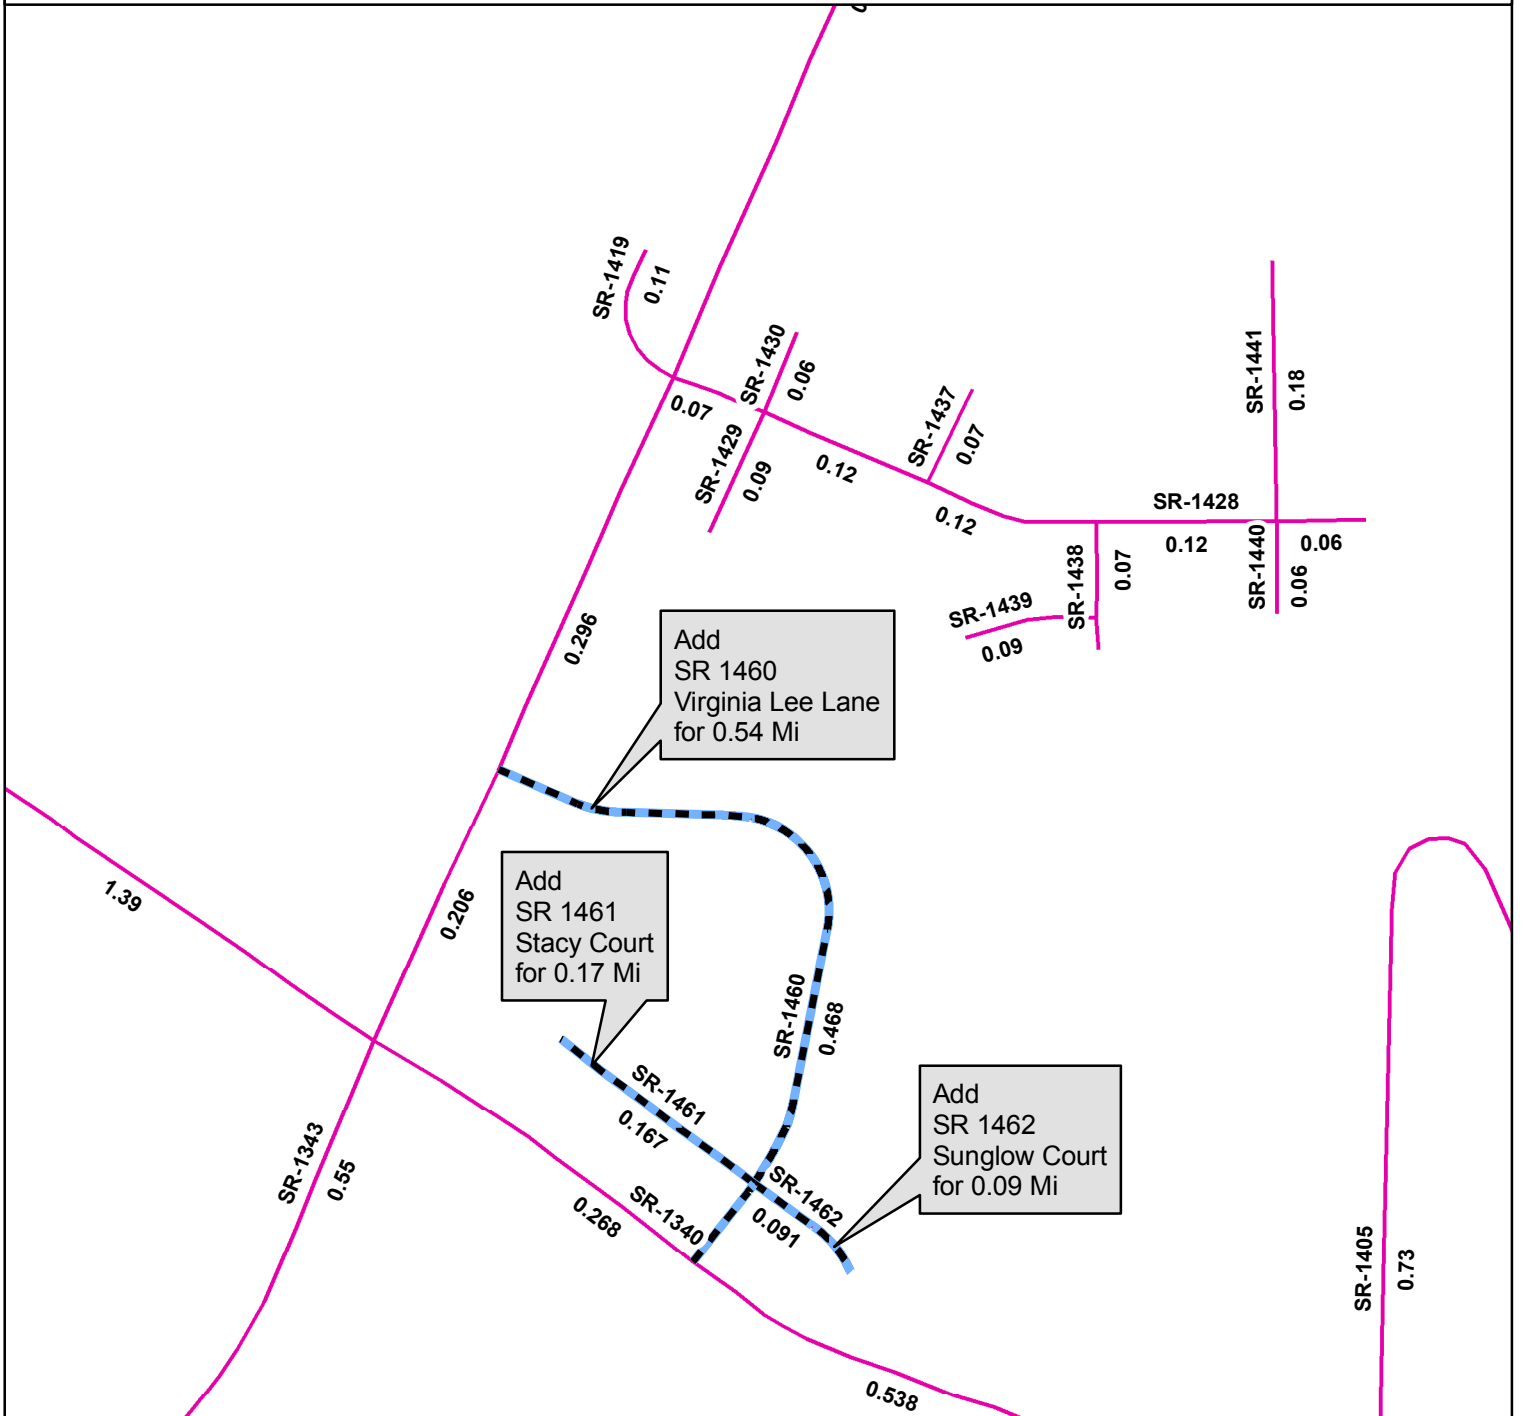 SR-1419
0.11
SR-1430
0.06
0.07
SR-1429
0.09
0.12
SR-1437
0.07
0.12
SR-1441
0.18
SR-1428
0.12
SR-1440
0.06
0.06
SR-1438
0.07
SR-1439
0.09
0.296
Add
SR 1460
Virginia Lee Lane
for 0.54 Mi
1.39
0.206
Add
SR 1461
Stacy Court
for 0.17 Mi
SR-1460
0.468
SR-1461
0.167
Add
SR 1462
Sunglow Court
for 0.09 Mi
SR-1462
0.091
SR-1343
0.55
SR-1340
0.268
SR-1405
0.73
0.538